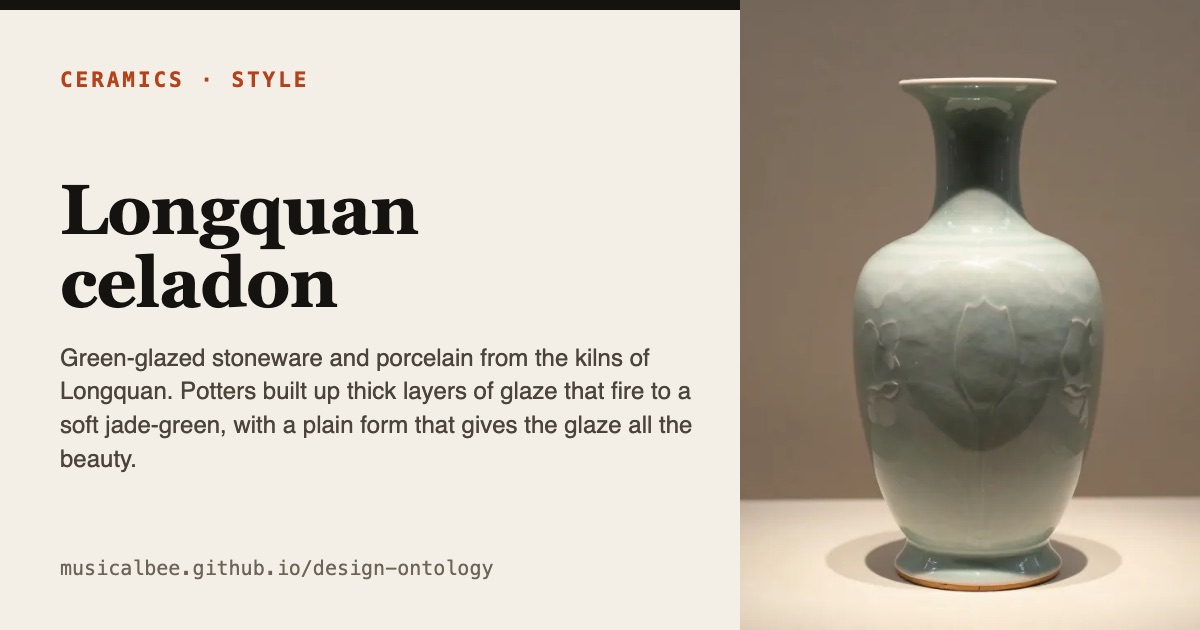 CERAMICS · STYLE
Longquan
celadon
Green-glazed stoneware and porcelain from the kilns of
Longquan. Potters built up thick layers of glaze that fire to a
soft jade-green, with a plain form that gives the glaze all the
beauty.
musicalbee.github.io/design-ontology